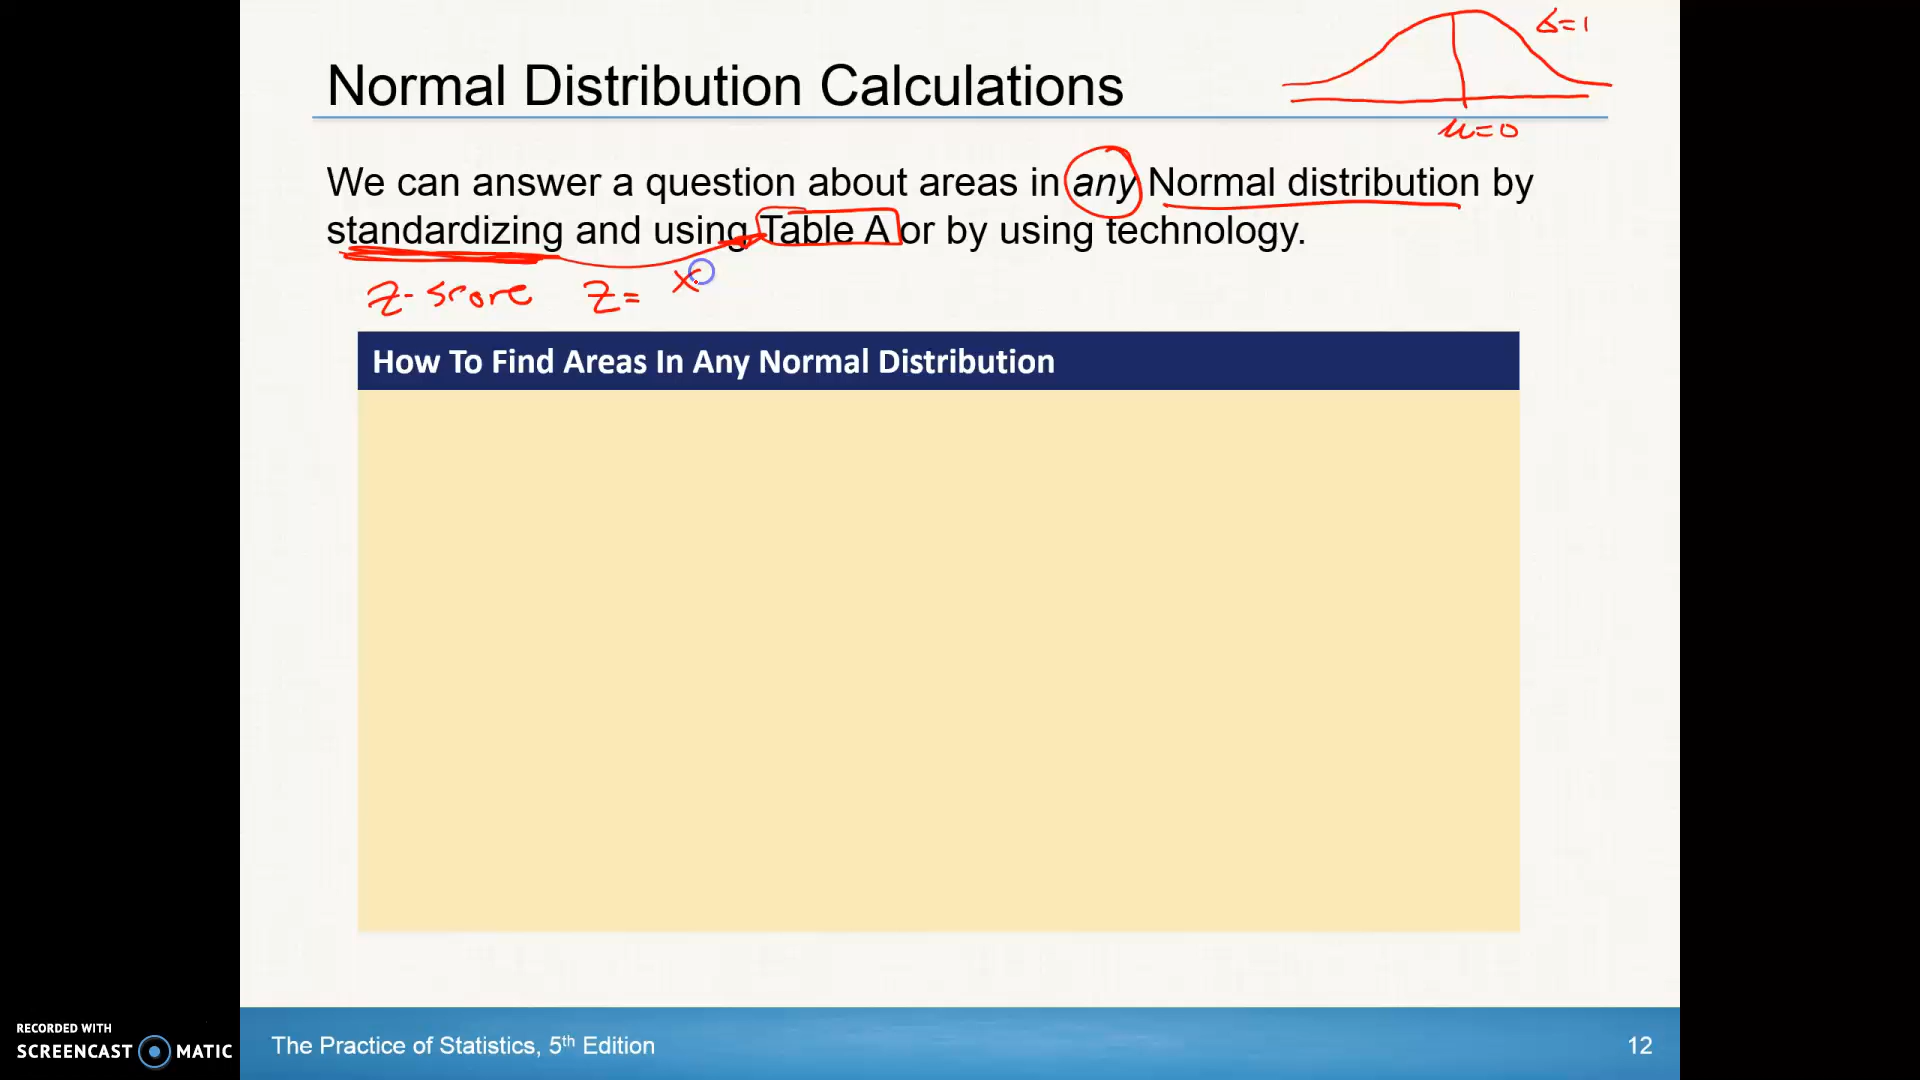 σ=1
Normal Distribution Calculations
μ=0
We can answer a question about areas in any Normal distribution by
standardizing and using Table A or by using technology.
z-score z= x
How To Find Areas In Any Normal Distribution
RECORDED WITH
SCREENCAST MATIC
The Practice of Statistics, 5th Edition
12